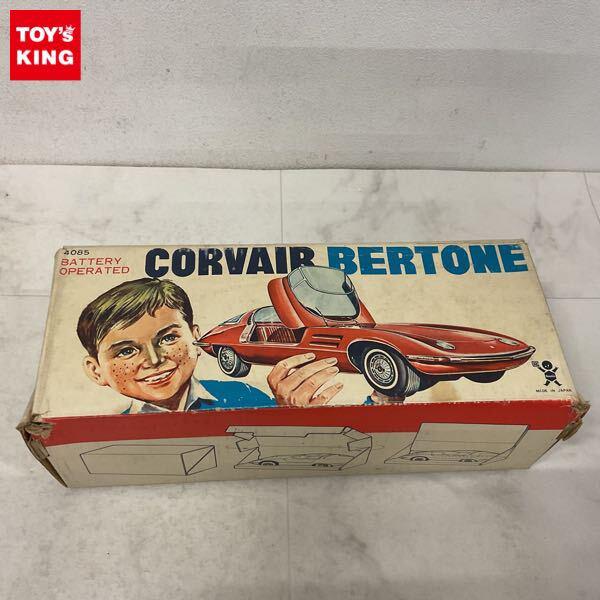 TOY's
KING
4085
BATTERY
OPERATED
CORVAIR BERTONE
MADE in JAPAN